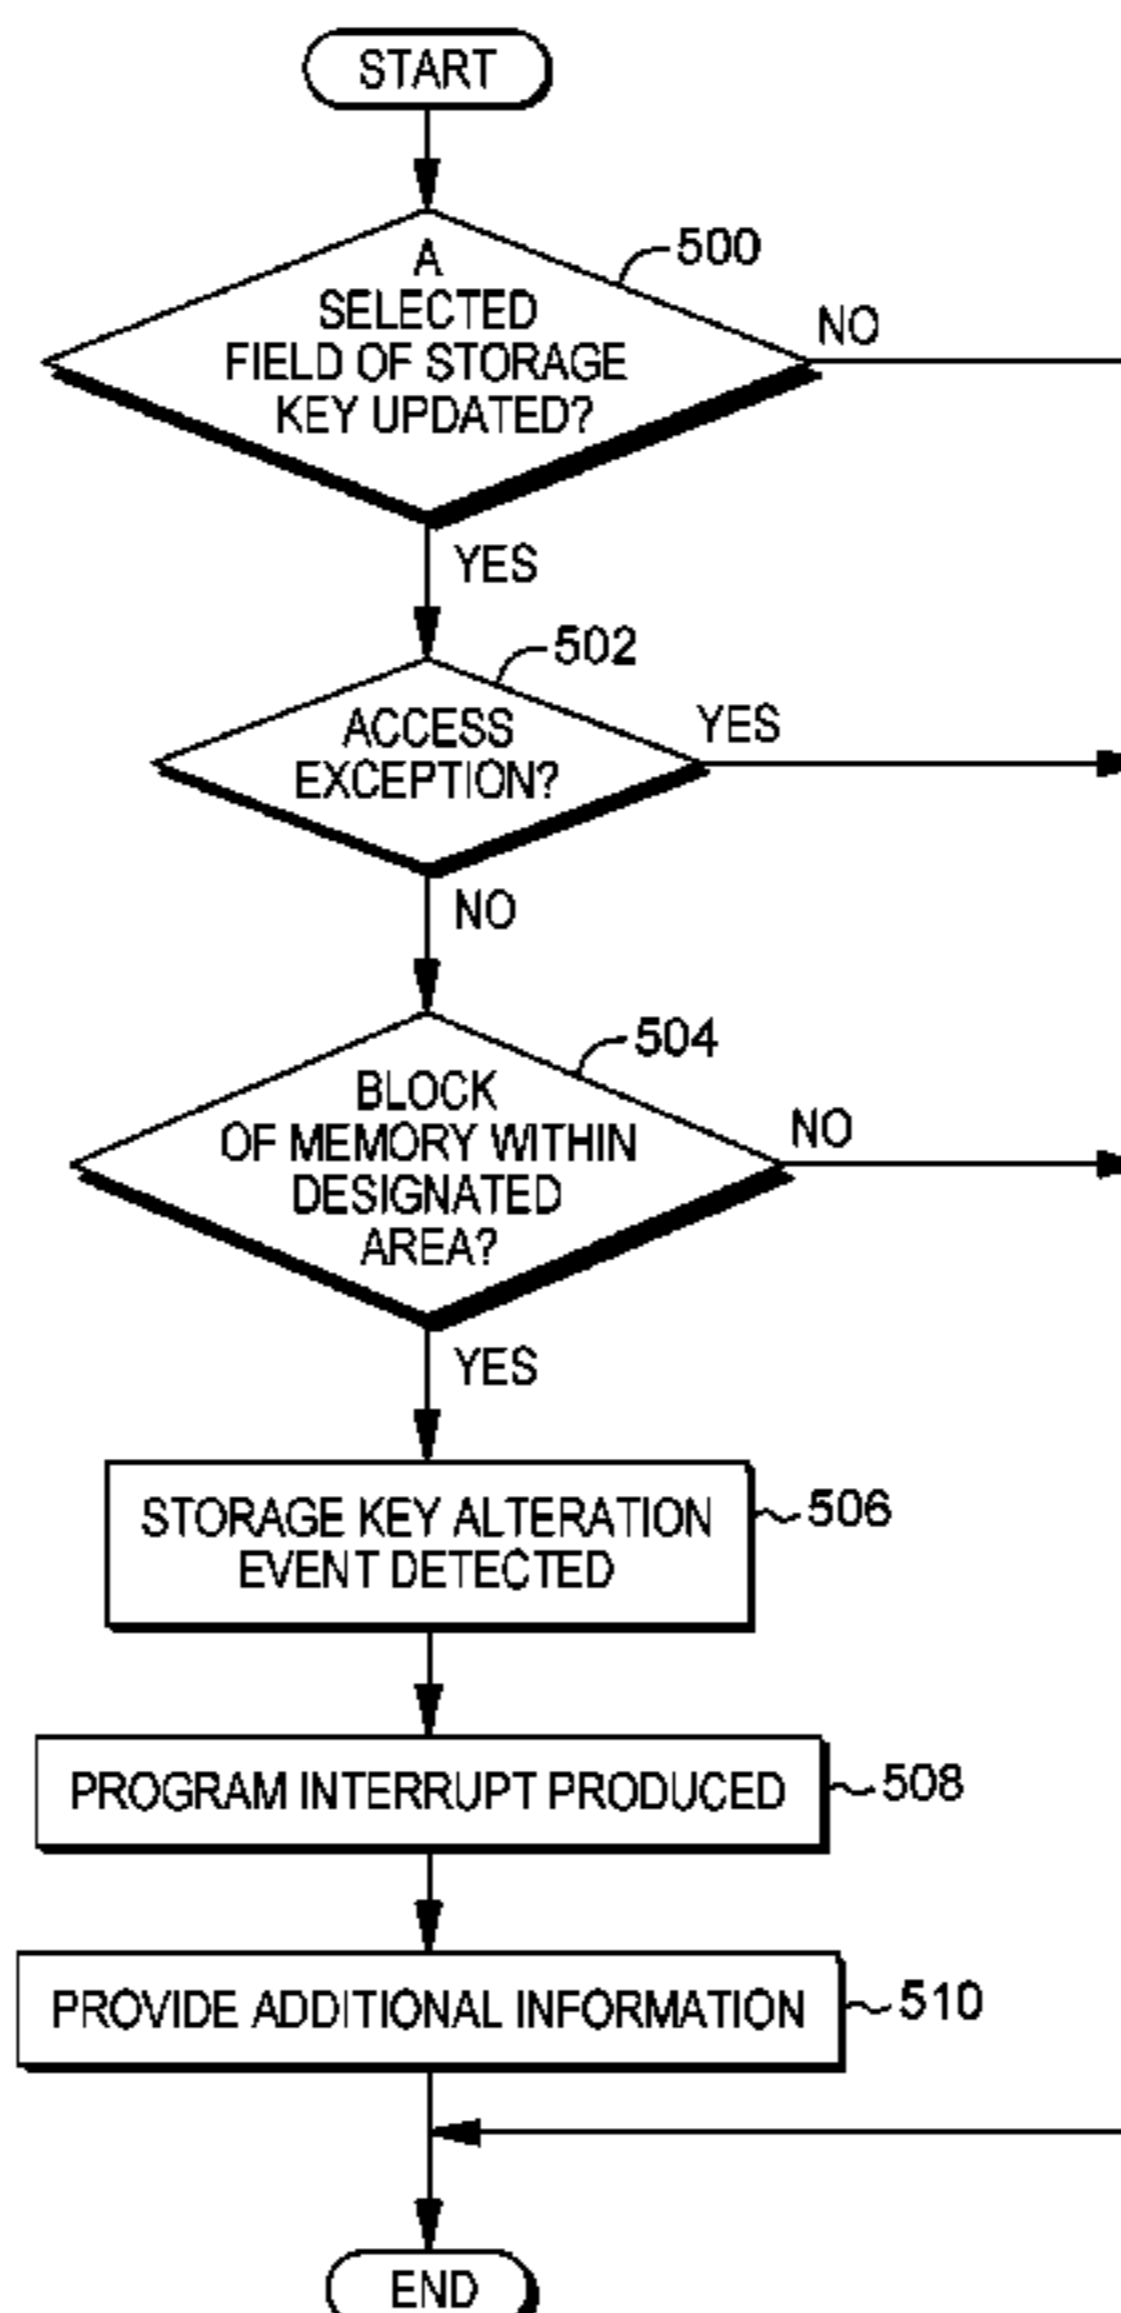 START
500
A
SELECTED
FIELD OF STORAGE
KEY UPDATED?
NO
YES
502
ACCESS
EXCEPTION?
YES
NO
504
BLOCK
OF MEMORY WITHIN
DESIGNATED
AREA?
NO
YES
STORAGE KEY ALTERATION
EVENT DETECTED
506
PROGRAM INTERRUPT PRODUCED
508
PROVIDE ADDITIONAL INFORMATION
510
END